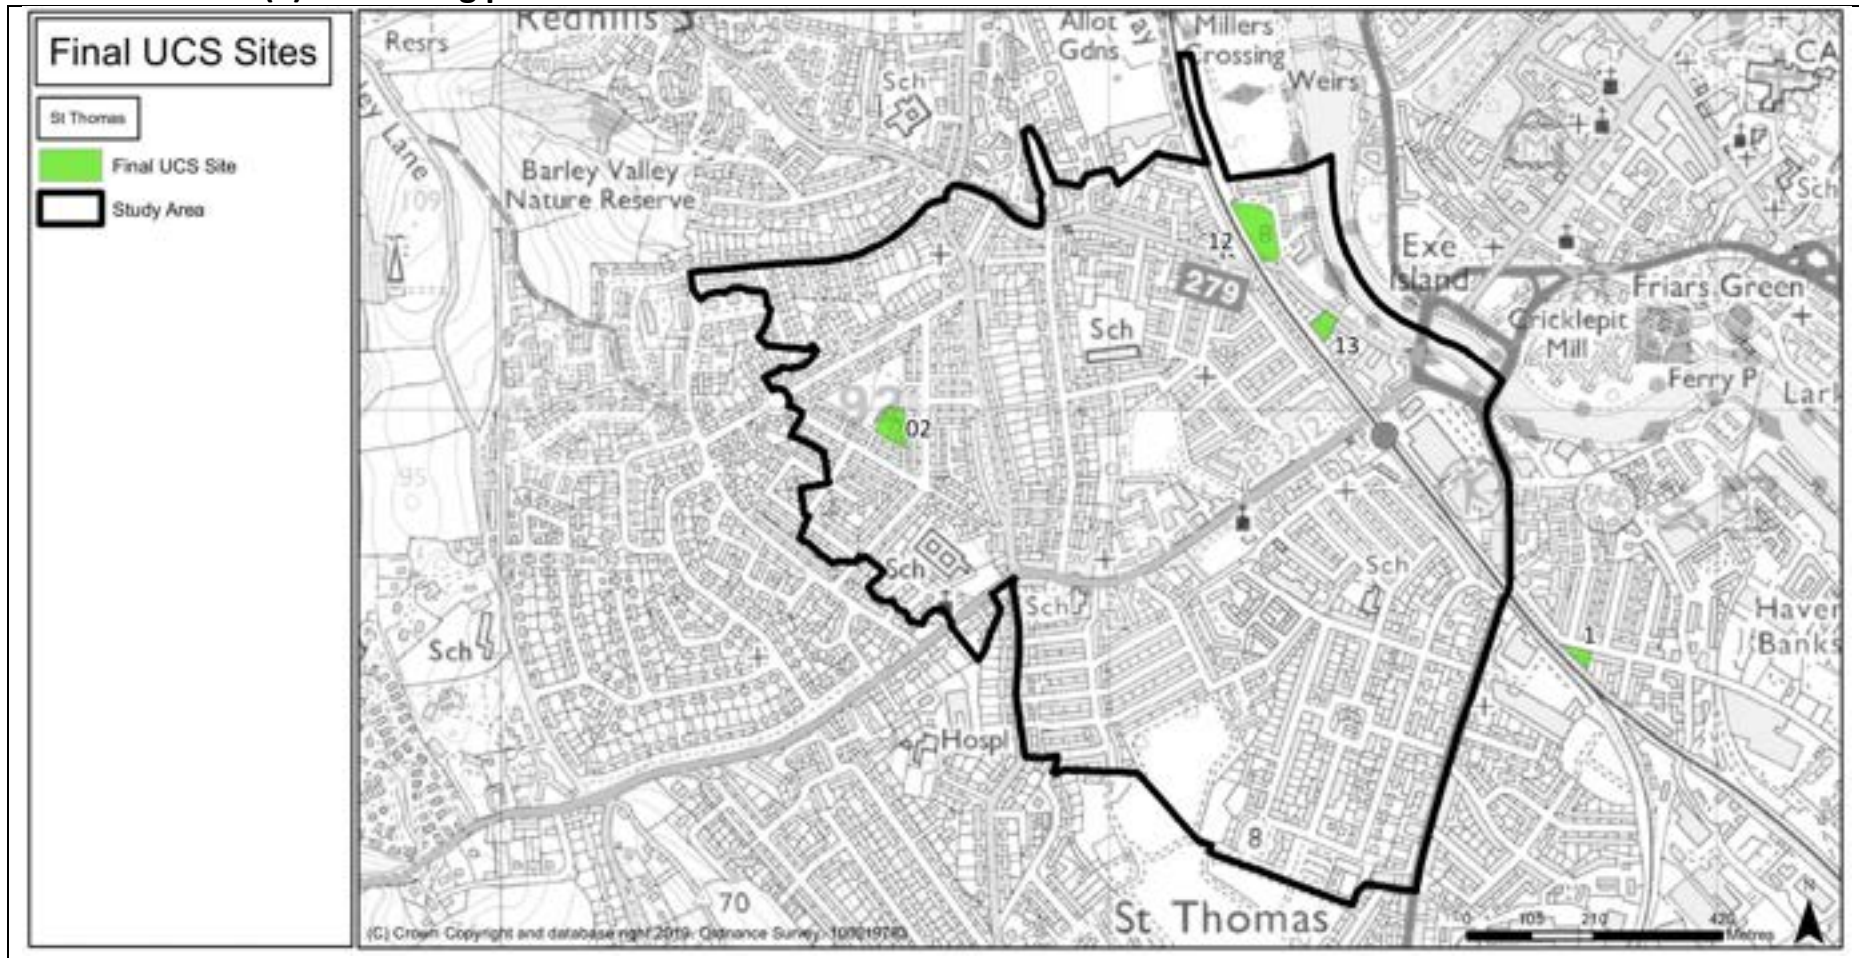 Final UCS Sites
St Thomas
Final UCS Site
Study Area
Resrs
Redhills
Allot
Gdns
Millers
Crossing
Weirs
Sch
Lane
109
Barley Valley
Nature Reserve
Sch
12
8
279
Exe
Island
Friars Green
Cricklepit
Mill
Sch
13
Ferry P
92
02
95
Sch
Sch
Sch
Sch
1
Haven
Banks
Hospl
8
70
St Thomas
0 105 210 420
Metres
N
(C) Crown Copyright and database right 2019. Ordnance Survey